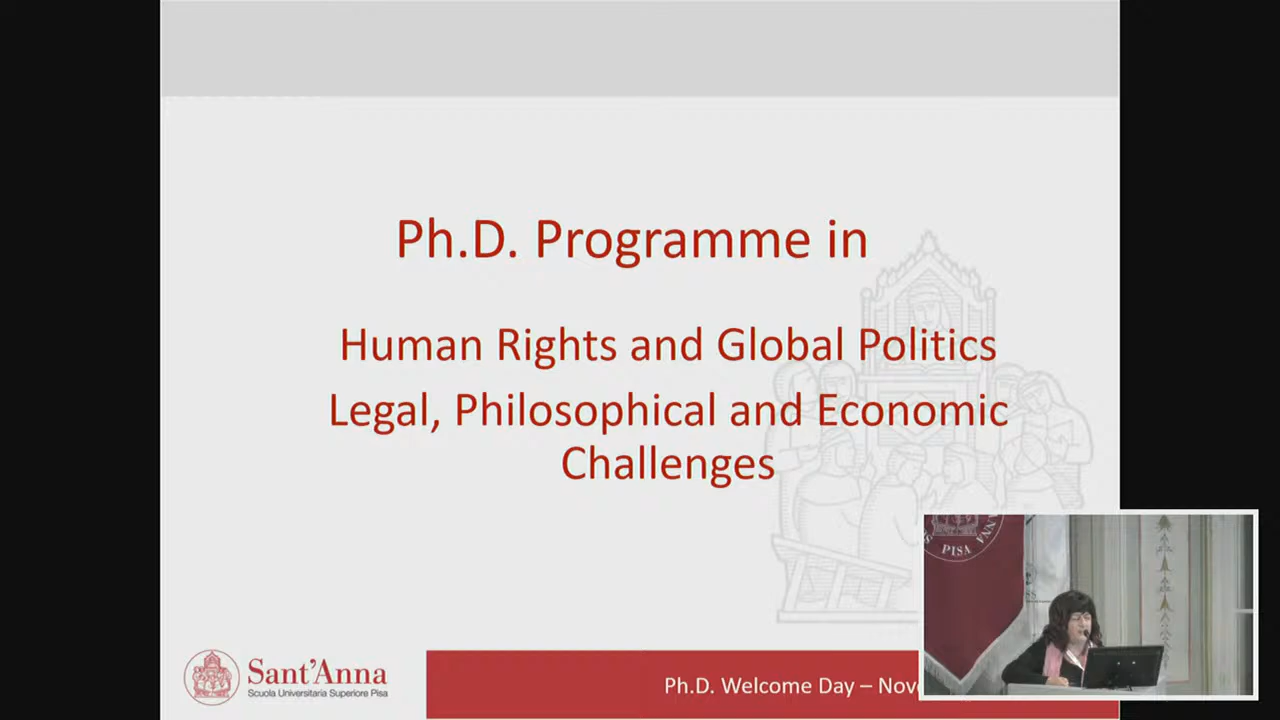 Ph.D. Programme in
Human Rights and Global Politics
Legal, Philosophical and Economic
Challenges
Sant'Anna
Scuola Universitaria Superiore Pisa
Ph.D. Welcome Day – Nov
PISA